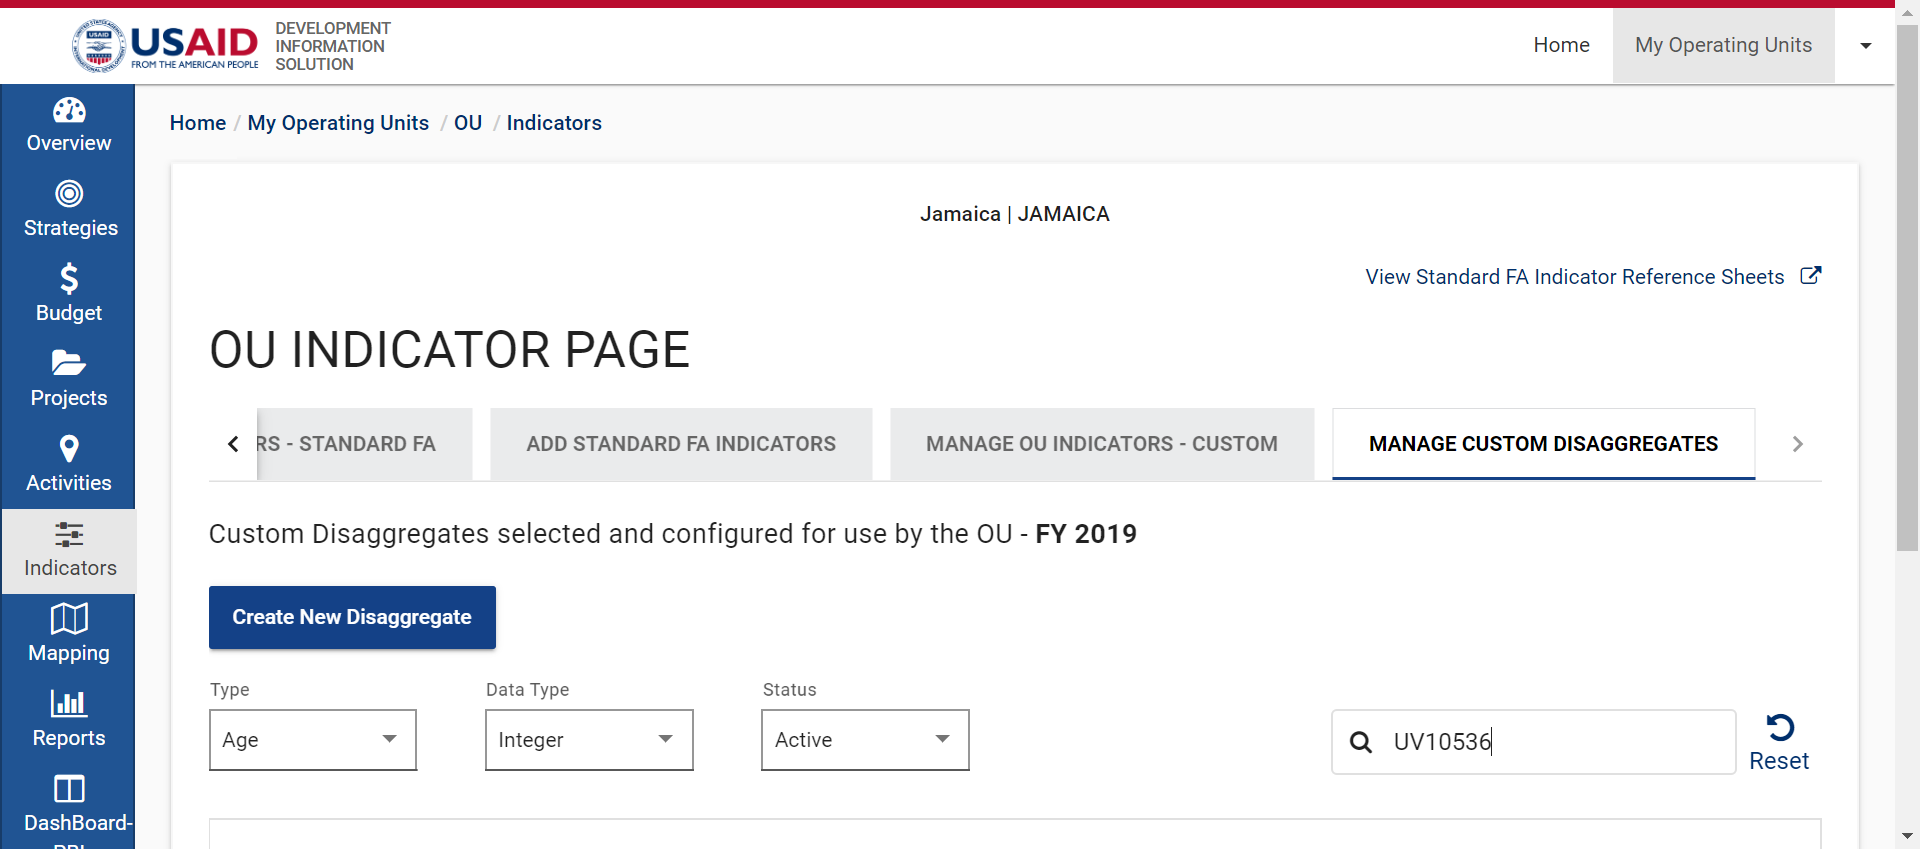 USAID
USAID
FROM THE AMERICAN PEOPLE
DEVELOPMENT
INFORMATION
SOLUTION
Home
My Operating Units
Overview
Strategies
Budget
Projects
Activities
Indicators
Mapping
Reports
DashBoard-
Home / My Operating Units / OU / Indicators
Jamaica | JAMAICA
View Standard FA Indicator Reference Sheets
OU INDICATOR PAGE
RS - STANDARD FA
ADD STANDARD FA INDICATORS
MANAGE OU INDICATORS - CUSTOM
MANAGE CUSTOM DISAGGREGATES
Custom Disaggregates selected and configured for use by the OU - FY 2019
Create New Disaggregate
Type
Data Type
Status
Age
Integer
Active
UV10536
Reset